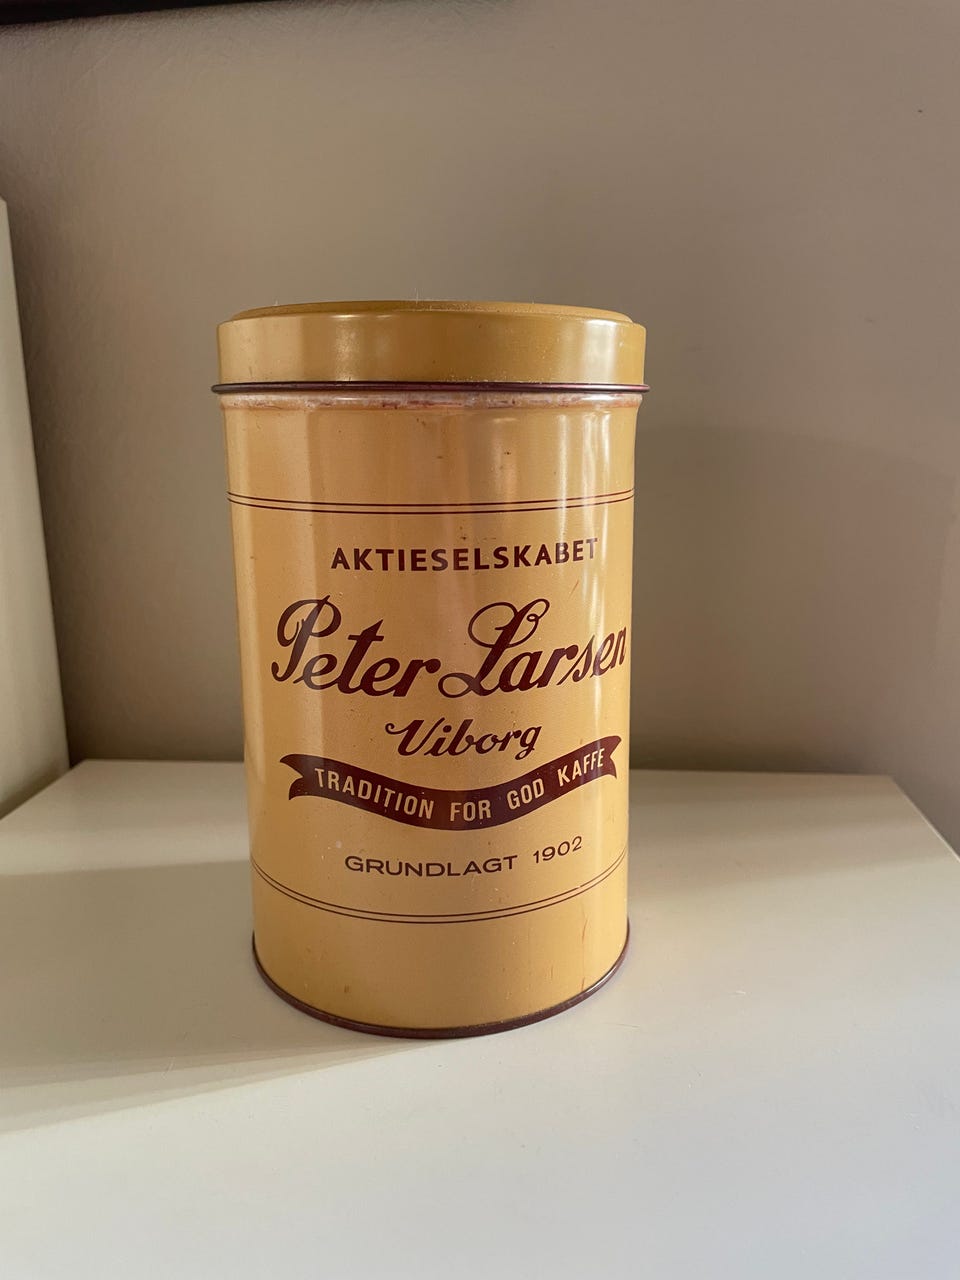 AKTIESELSKABET
Peter Larsen
Viborg
TRADITION FOR GOD KAFFE
GRUNDLAGT 1902